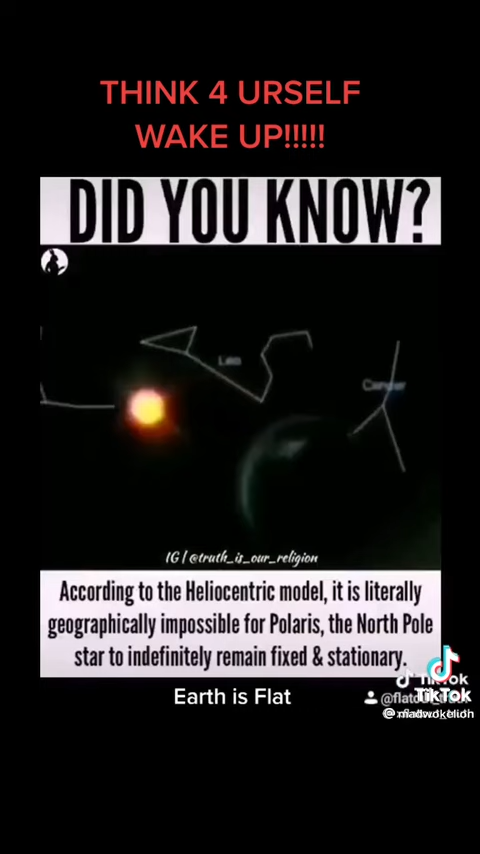 THINK 4 URSELF
WAKE UP!!!!!
DID YOU KNOW?
Leo
Cancer
IG | @truth_is_our_religion
According to the Heliocentric model, it is literally
geographically impossible for Polaris, the North Pole
star to indefinitely remain fixed & stationary.
TikTok
Earth is Flat
TikTok